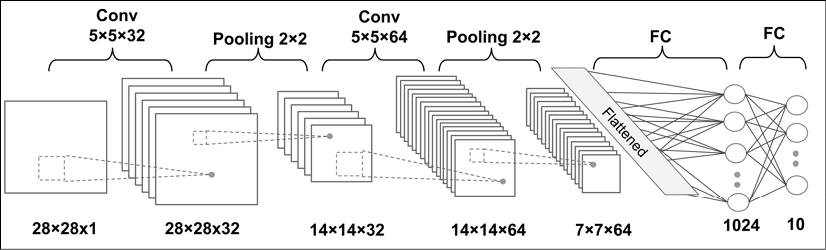 Conv
5×5×32
Pooling 2×2
Conv
5×5×64
Pooling 2×2
FC
FC
Flattened
28×28x1
28×28x32
14×14×32
14×14×64
7×7×64
1024
10